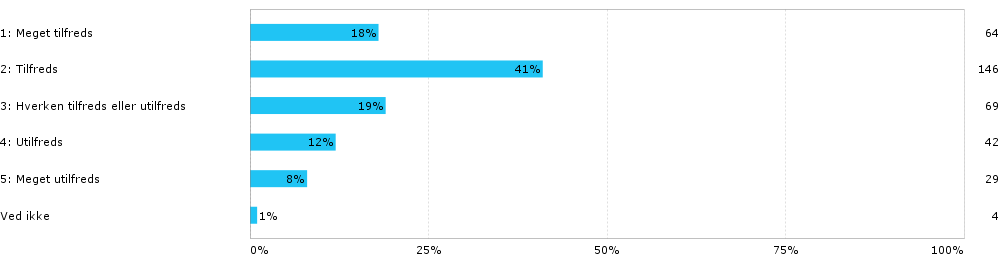 1: Meget tilfreds 18% 64
2: Tilfreds 41% 146
3: Hverken tilfreds eller utilfreds 19% 69
4: Utilfreds 12% 42
5: Meget utilfreds 8% 29
Ved ikke 1% 4
0% 25% 50% 75% 100%